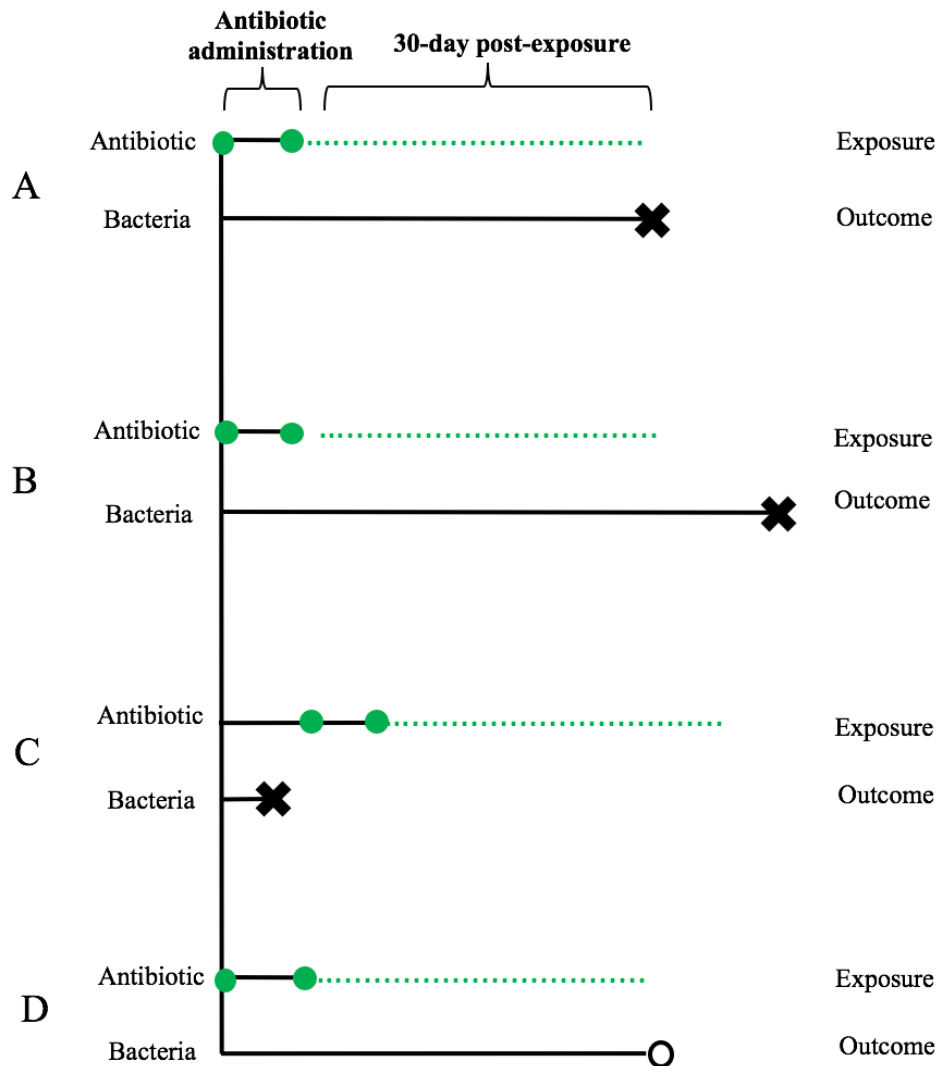 Antibiotic
administration
30-day post-exposure
A
Antibiotic
Exposure
Bacteria
Outcome
B
Antibiotic
Exposure
Bacteria
Outcome
C
Antibiotic
Exposure
Bacteria
Outcome
D
Antibiotic
Exposure
Bacteria
Outcome